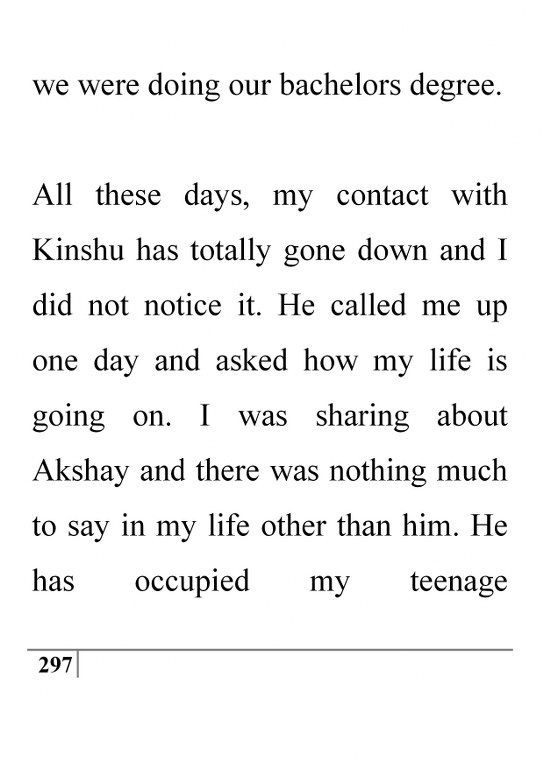 we were doing our bachelors degree.
All these days, my contact with
Kinshu has totally gone down and I
did not notice it. He called me up
one day and asked how my life is
going on. I was sharing about
Akshay and there was nothing much
to say in my life other than him. He
has occupied my teenage
297